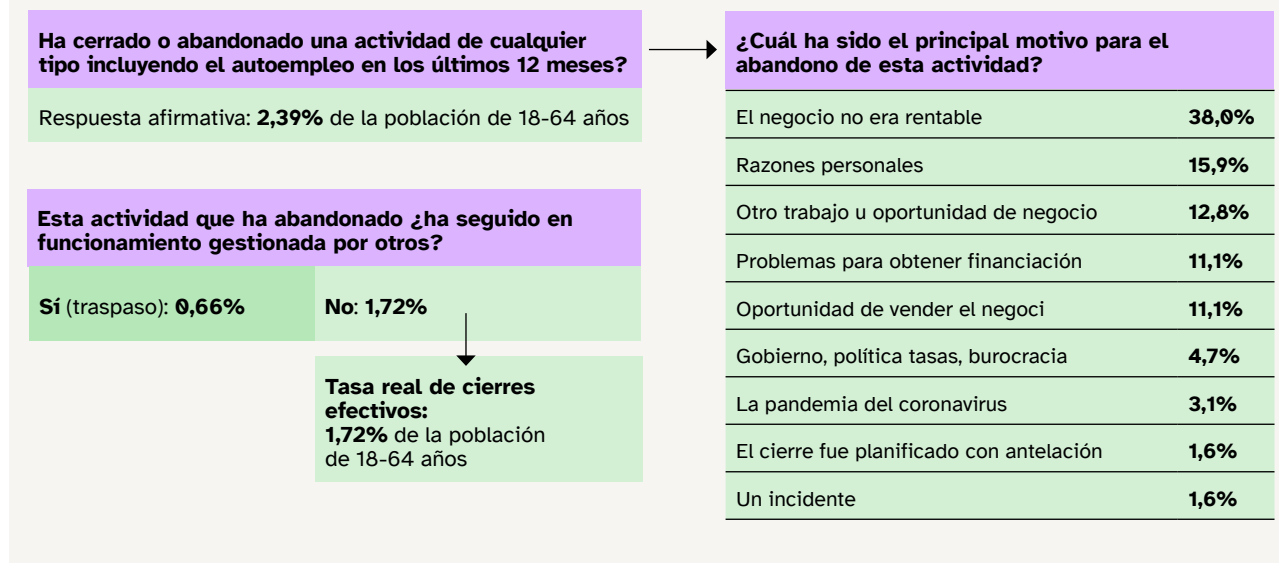 Ha cerrado o abandonado una actividad de cualquier
tipo incluyendo el autoempleo en los últimos 12 meses?
Respuesta afirmativa: 2,39% de la población de 18-64 años
Esta actividad que ha abandonado ¿ha seguido en
funcionamiento gestionada por otros?
Sí (traspaso): 0,66%
No: 1,72%
Tasa real de cierres
efectivos:
1,72% de la población
de 18-64 años
¿Cuál ha sido el principal motivo para el
abandono de esta actividad?
El negocio no era rentable 38,0%
Razones personales 15,9%
Otro trabajo u oportunidad de negocio 12,8%
Problemas para obtener financiación 11,1%
Oportunidad de vender el negoci 11,1%
Gobierno, política tasas, burocracia 4,7%
La pandemia del coronavirus 3,1%
El cierre fue planificado con antelación 1,6%
Un incidente 1,6%